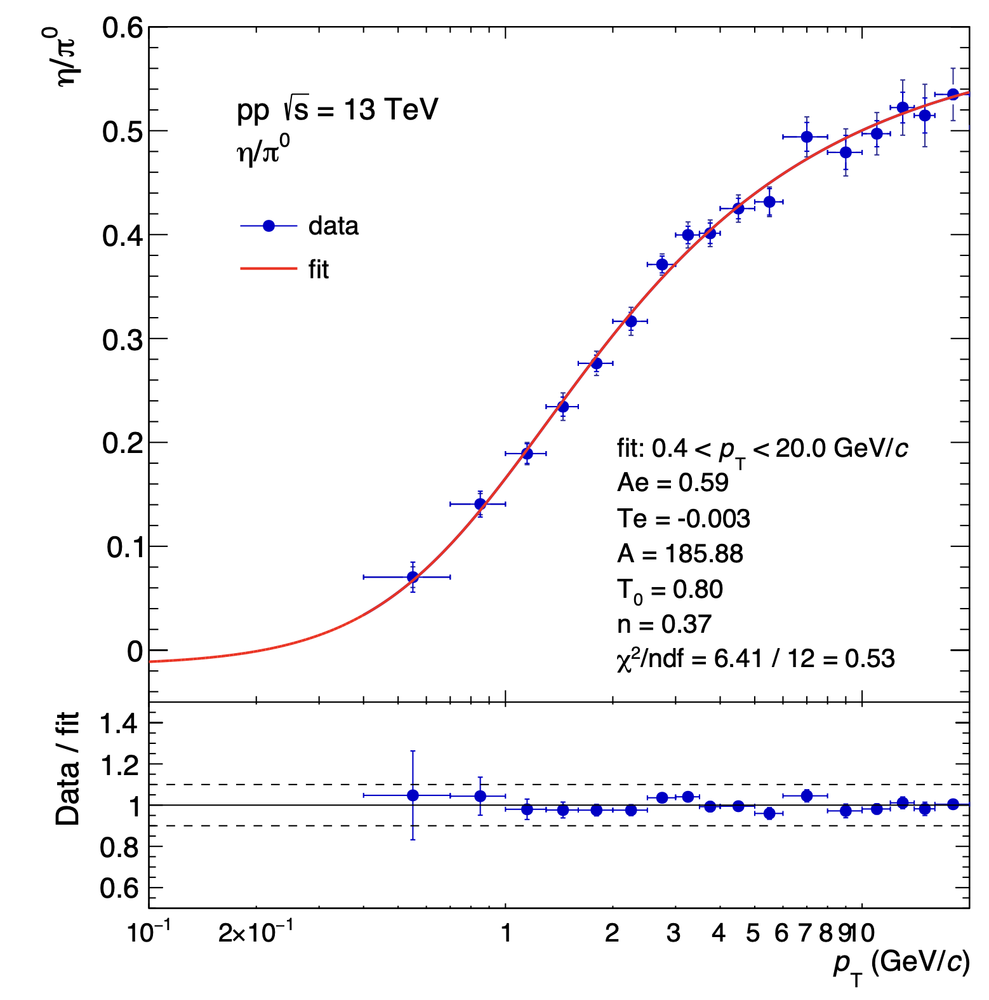 η/π⁰
0.6
0.5
0.4
0.3
0.2
0.1
0
pp √s = 13 TeV
η/π⁰
data
fit
fit: 0.4 < p_T < 20.0 GeV/c
Ae = 0.59
Te = -0.003
A = 185.88
T₀ = 0.80
n = 0.37
χ²/ndf = 6.41 / 12 = 0.53
Data / fit
1.4
1.2
1
0.8
0.6
10⁻¹ 2×10⁻¹ 1 2 3 4 5 6 7 8 9 10
p_T (GeV/c)